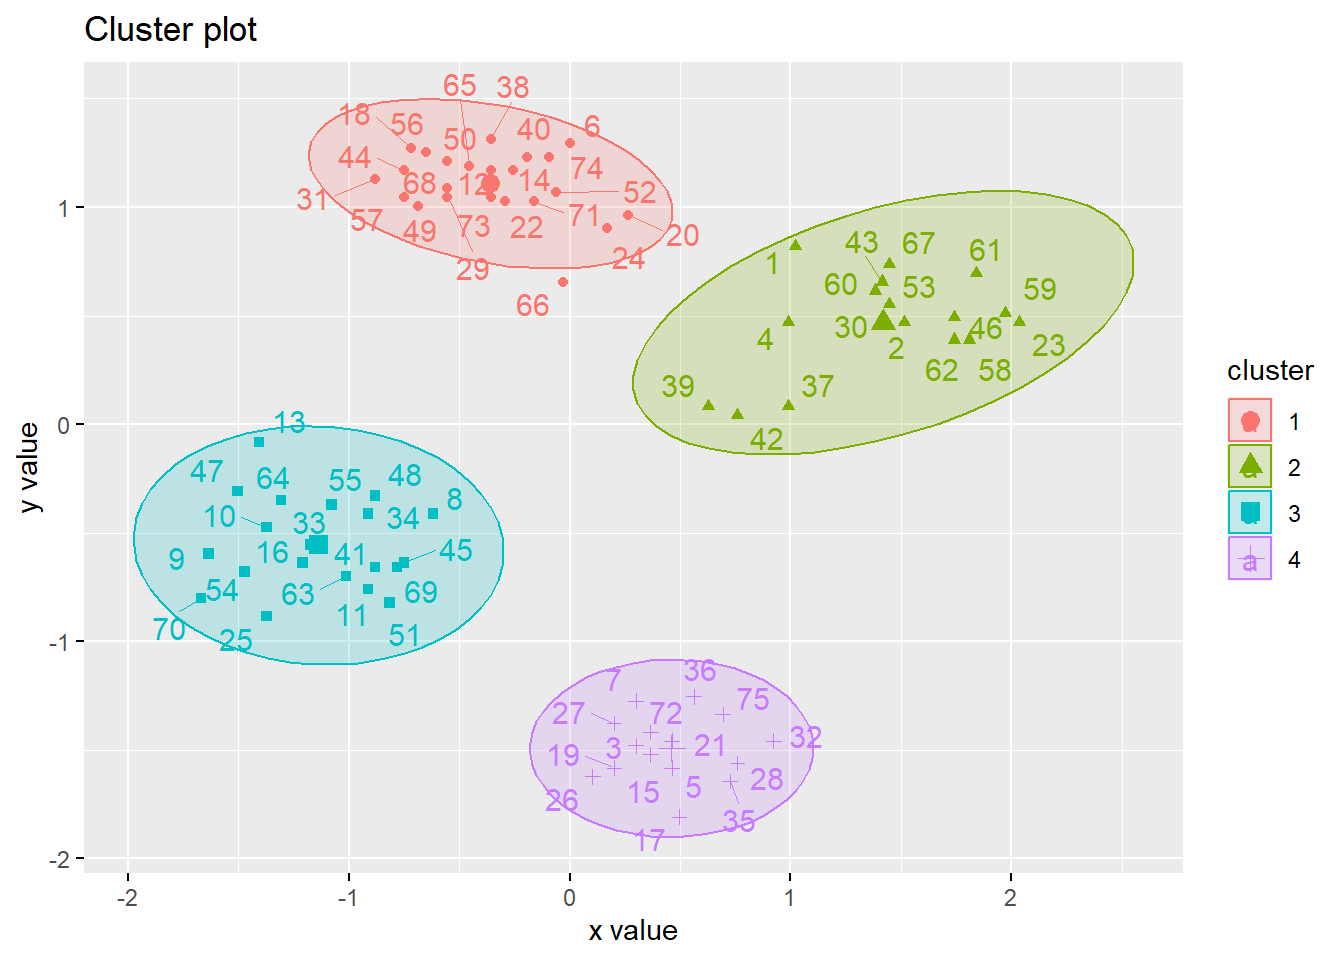 Cluster plot
65 38
18 56 50 40 6
44 74
31 68 12 14 52
57 49 73 22 71 20
29 24
66
43 67 61
1 60 53 59
4 30 2 46 23
62 58
39 37
42
13
47 64 55 48 8
10 33 34
9 16 41 45
54 63 11 69
70 25 51
7 36
27 72 75
19 3 21 32
26 15 5 28
17 35
1
0
-1
-2
-2 -1 0 1 2
x value
y value
cluster
a 1
a 2
a 3
a 4